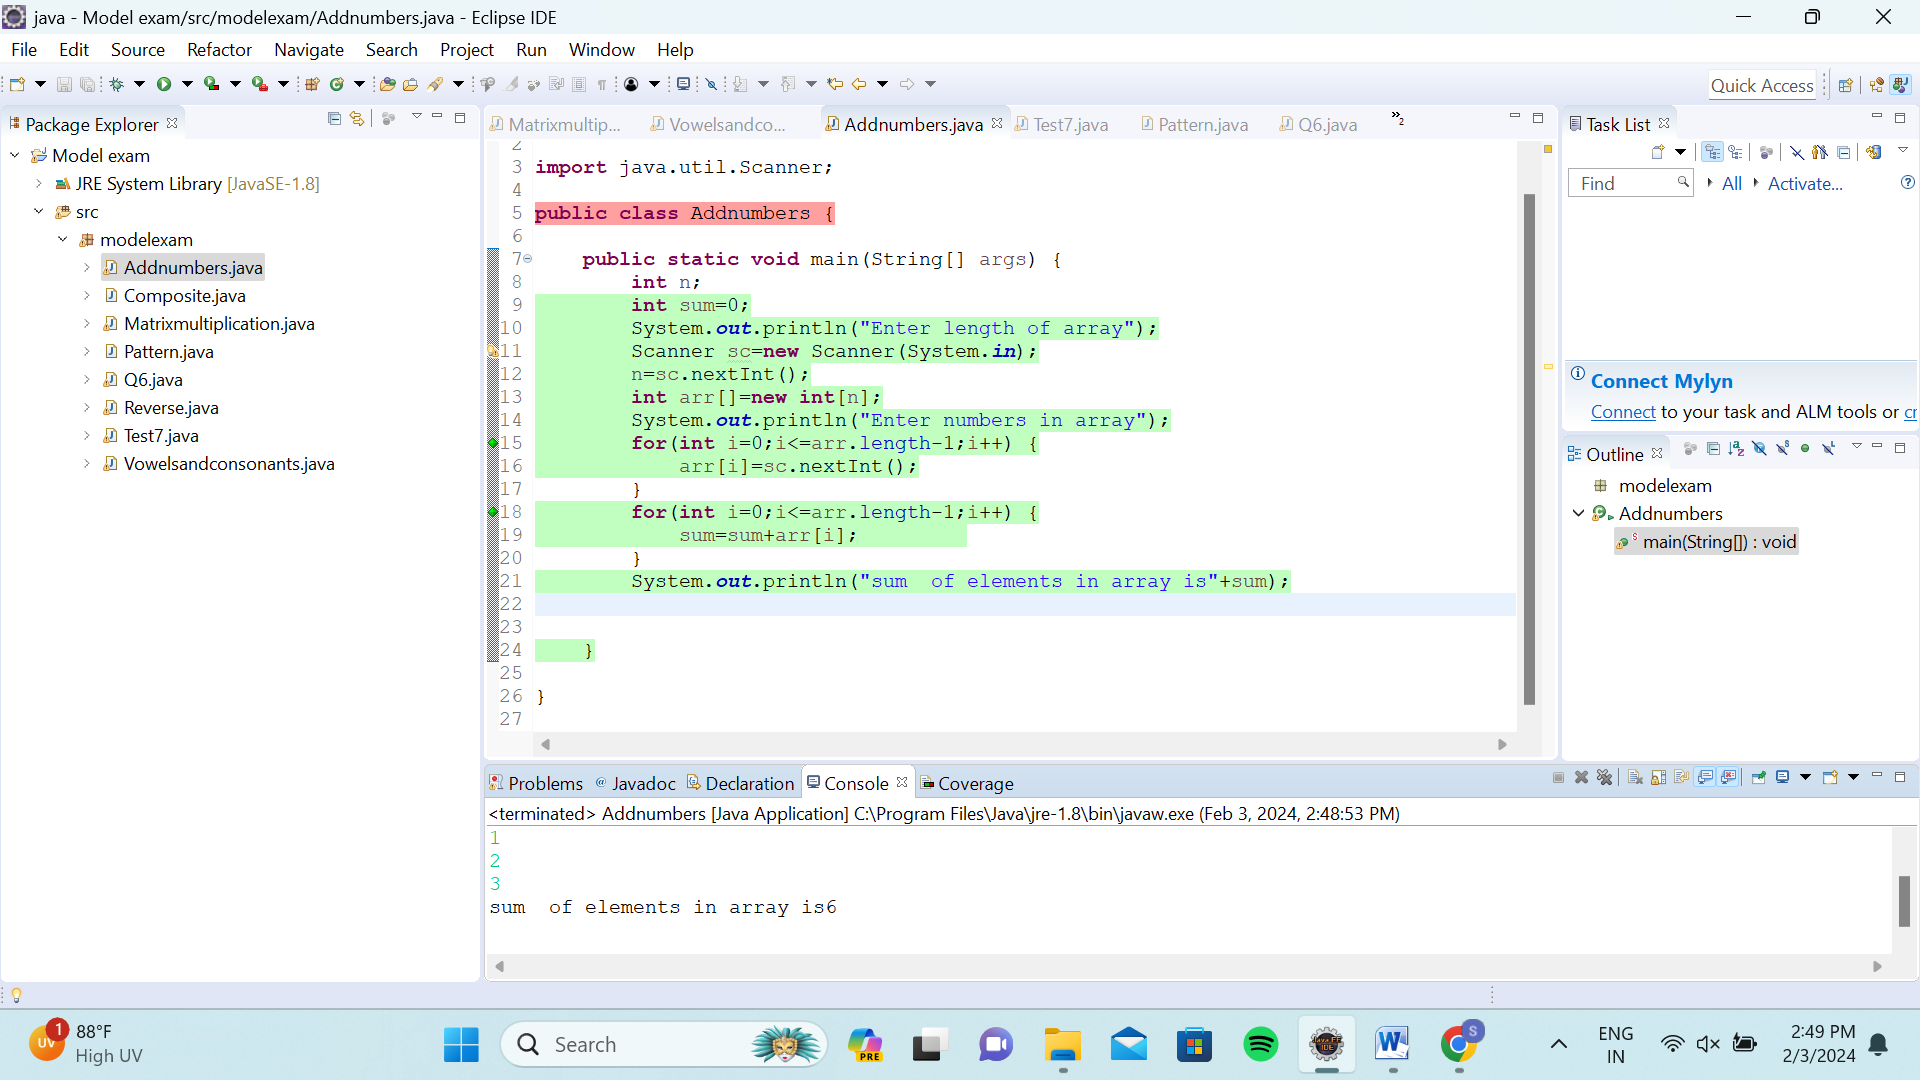 java - Model exam/src/modelexam/Addnumbers.java - Eclipse IDE
File Edit Source Refactor Navigate Search Project Run Window Help
Quick Access
Package Explorer
Model exam
JRE System Library [JavaSE-1.8]
src
modelexam
Addnumbers.java
Composite.java
Matrixmultiplication.java
Pattern.java
Q6.java
Reverse.java
Test7.java
Vowelsandconsonants.java
Matrixmultip... Vowelsandco... Addnumbers.java Test7.java Pattern.java Q6.java »2
2
3 import java.util.Scanner;
4
5 public class Addnumbers {
6
7 public static void main(String[] args) {
8 int n;
9 int sum=0;
10 System.out.println("Enter length of array");
11 Scanner sc=new Scanner(System.in);
12 n=sc.nextInt();
13 int arr[]=new int[n];
14 System.out.println("Enter numbers in array");
15 for(int i=0;i<=arr.length-1;i++) {
16 arr[i]=sc.nextInt();
17 }
18 for(int i=0;i<=arr.length-1;i++) {
19 sum=sum+arr[i];
20 }
21 System.out.println("sum  of elements in array is"+sum);
22
23
24 }
25
26 }
27
Task List
Find All Activate...
Connect Mylyn
Connect to your task and ALM tools or cr
Outline
modelexam
Addnumbers
main(String[]) : void
Problems Javadoc Declaration Console Coverage
<terminated> Addnumbers [Java Application] C:\Program Files\Java\jre-1.8\bin\javaw.exe (Feb 3, 2024, 2:48:53 PM)
1
2
3
sum  of elements in array is6
UV 1 88°F
High UV
Search
PRE
S
ENG
IN
2:49 PM
2/3/2024